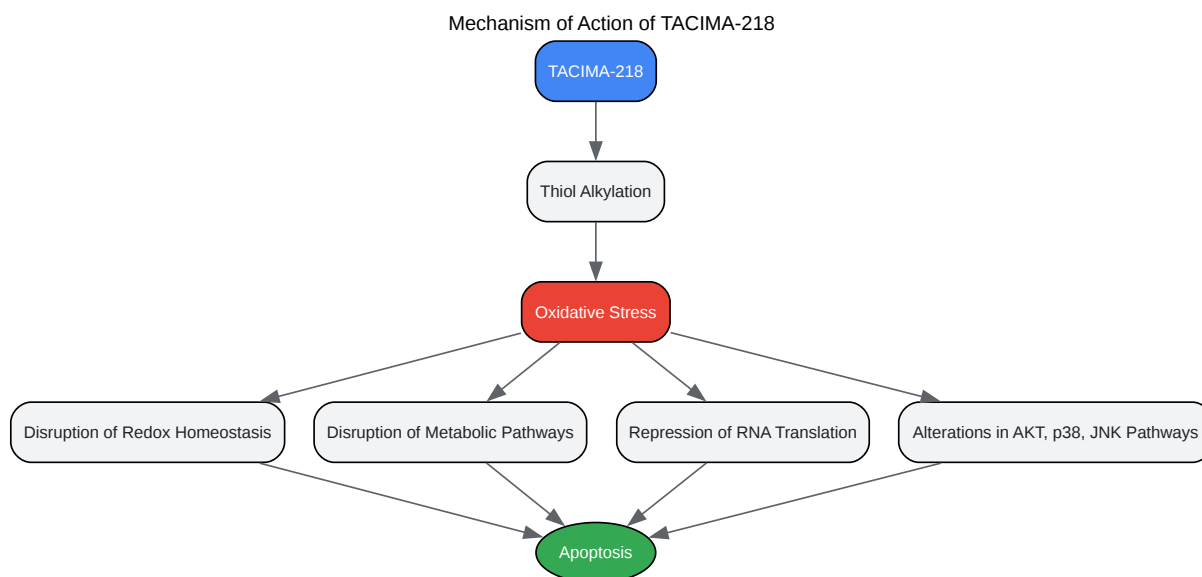 Mechanism of Action of TACIMA-218
TACIMA-218
Thiol Alkylation
Oxidative Stress
Disruption of Redox Homeostasis
Disruption of Metabolic Pathways
Repression of RNA Translation
Alterations in AKT, p38, JNK Pathways
Apoptosis